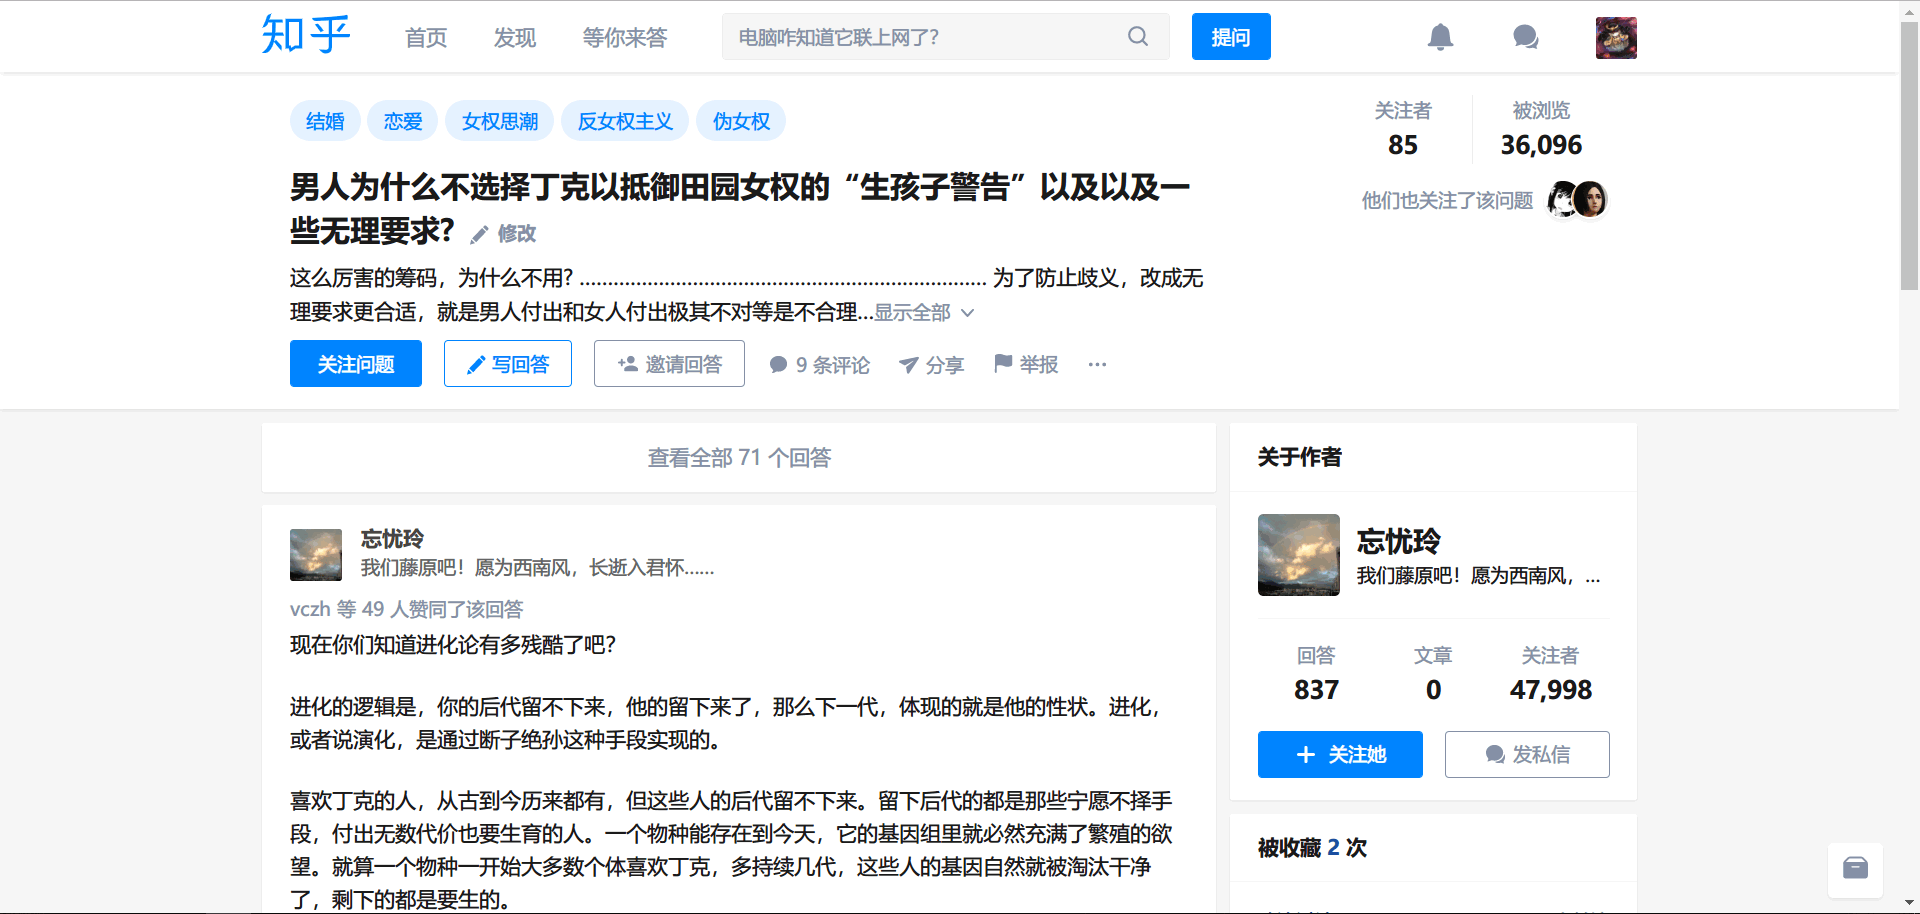 知乎 首页 发现 等你来答 电脑咋知道它联上网了? 提问
结婚 恋爱 女权思潮 反女权主义 伪女权
关注者 被浏览
85 36,096
他们也关注了该问题
男人为什么不选择丁克以抵御田园女权的“生孩子警告”以及以及一
些无理要求? 修改
这么厉害的筹码，为什么不用? ........................................................................ 为了防止歧义，改成无
理要求更合适，就是男人付出和女人付出极其不对等是不合理...显示全部
关注问题 写回答 邀请回答 9 条评论 分享 举报 ...
查看全部 71 个回答
忘忧玲
我们藤原吧！愿为西南风，长逝入君怀......
vczh 等 49 人赞同了该回答
现在你们知道进化论有多残酷了吧?
进化的逻辑是，你的后代留不下来，他的留下来了，那么下一代，体现的就是他的性状。进化，
或者说演化，是通过断子绝孙这种手段实现的。
喜欢丁克的人，从古到今历来都有，但这些人的后代留不下来。留下后代的都是那些宁愿不择手
段，付出无数代价也要生育的人。一个物种能存在到今天，它的基因组里就必然充满了繁殖的欲
望。就算一个物种一开始大多数个体喜欢丁克，多持续几代，这些人的基因自然就被淘汰干净
了，剩下的都是要生的。
关于作者
忘忧玲
我们藤原吧！愿为西南风，...
回答 文章 关注者
837 0 47,998
关注她 发私信
被收藏 2 次